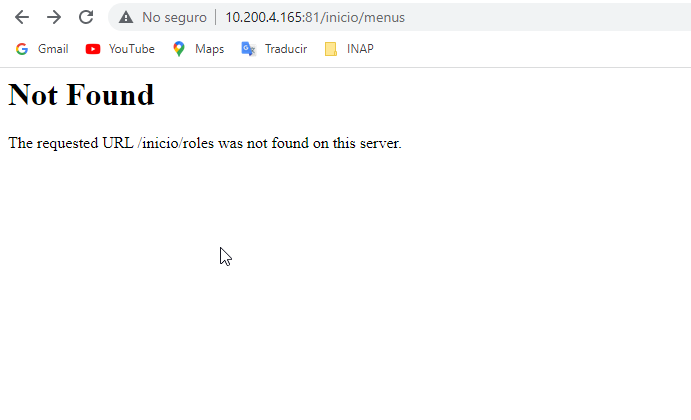 No seguro 10.200.4.165:81/inicio/menus
Gmail YouTube Maps Traducir INAP
Not Found
The requested URL /inicio/roles was not found on this server.